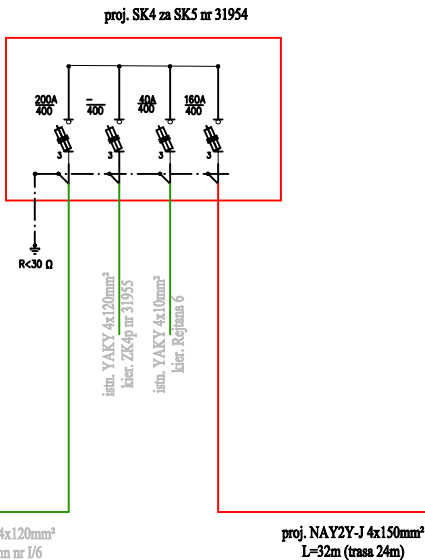 proj. SK4 za SK5 nr 31954
200A
400
–
400
40A
400
160A
400
3
3
3
3
R<30 Ω
istn. YAKY 4x120mm²
kier. ZK4p nr 31955
istn. YAKY 4x10mm²
kier. Rejtana 6
4x120mm²
nn nr I/6
proj. NAY2Y-J 4x150mm²
L=32m (trasa 24m)